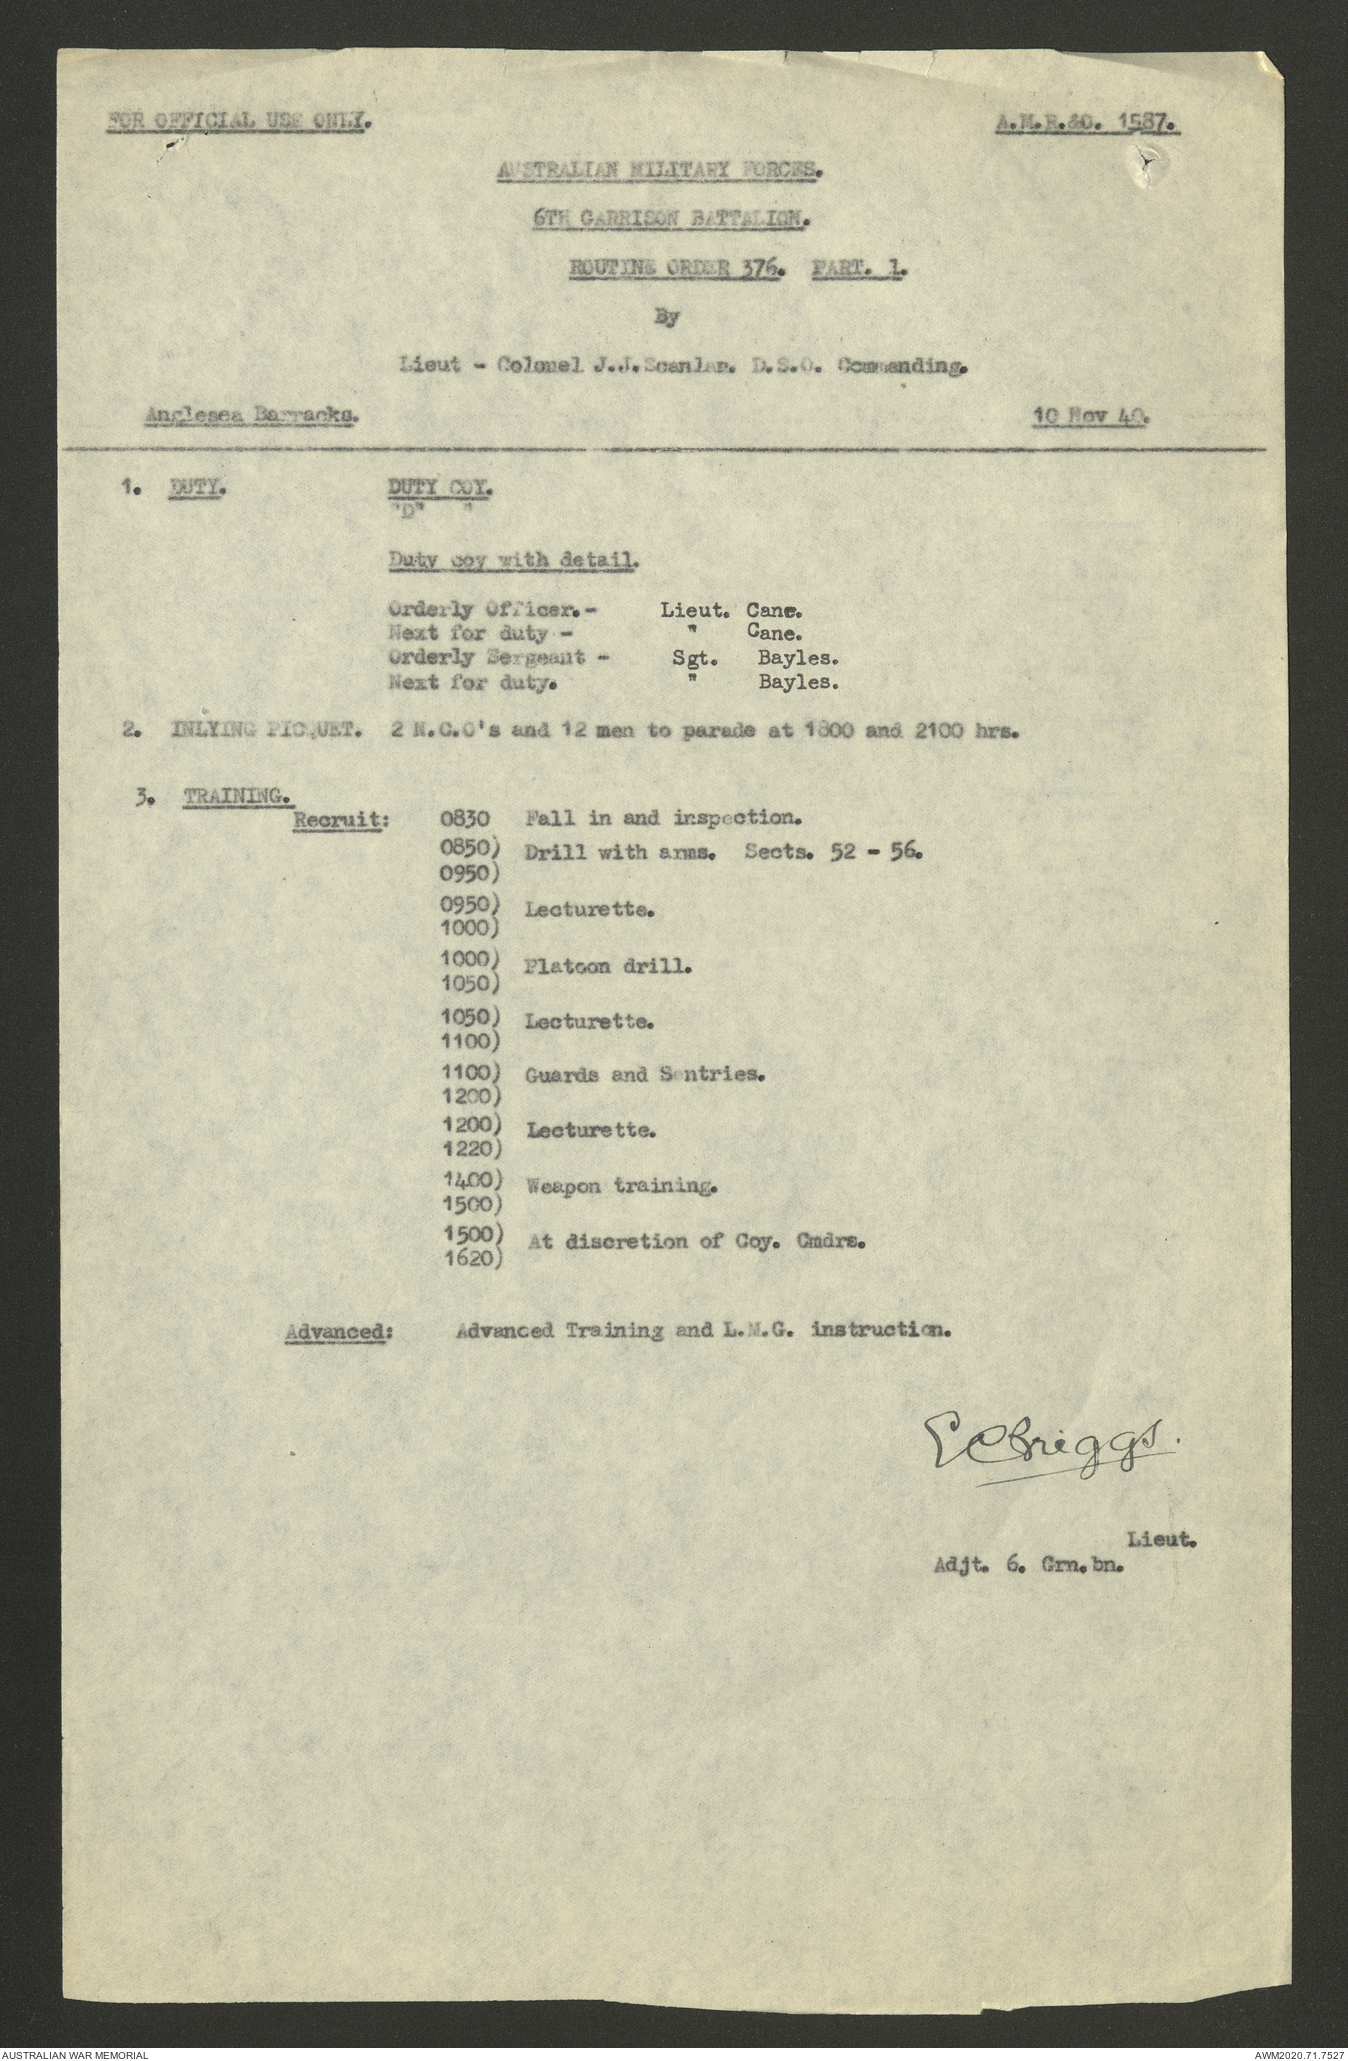 FOR OFFICIAL USE ONLY.
A.M.R.&O. 1587.
AUSTRALIAN MILITARY FORCES.
6TH GARRISON BATTALION.
ROUTINE ORDER 376. PART. 1.
By
Lieut - Colonel J.J.Scanlan. D.S.O. Commanding.
Anglesea Barracks.
10 Nov 40.
1. DUTY. DUTY COY.
"D" "
Duty coy with detail.
Orderly Officer.- Lieut. Cane.
Next for duty - " Cane.
Orderly Sergeant - Sgt. Bayles.
Next for duty. " Bayles.
2. INLYING PICQUET. 2 N.C.O's and 12 men to parade at 1800 and 2100 hrs.
3. TRAINING.
Recruit: 0830 Fall in and inspection.
0850) Drill with arms. Sects. 52 - 56.
0950)
0950) Lecturette.
1000)
1000) Platoon drill.
1050)
1050) Lecturette.
1100)
1100) Guards and Sentries.
1200)
1200) Lecturette.
1220)
1400) Weapon training.
1500)
1500) At discretion of Coy. Cmdrs.
1620)
Advanced: Advanced Training and L.M.G. instruction.
E C Briggs.
Lieut.
Adjt. 6. Grn.bn.
AUSTRALIAN WAR MEMORIAL
AWM2020.71.7527